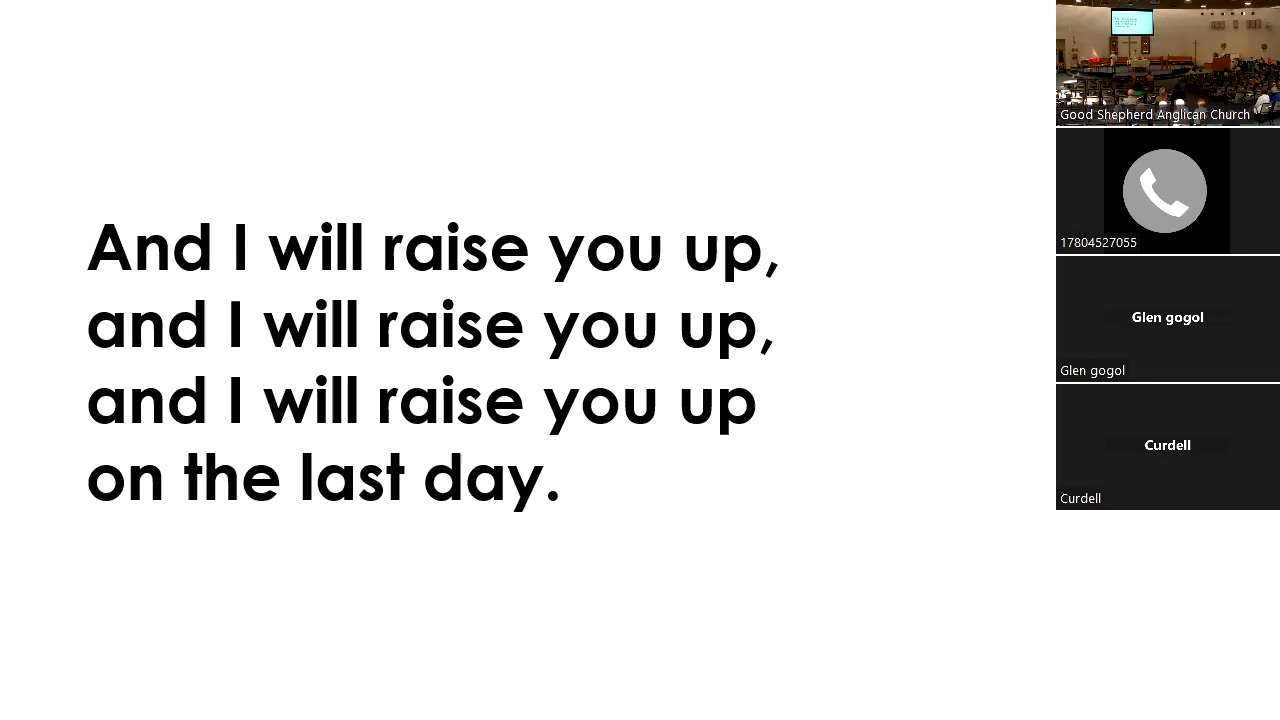 And I will raise you up,
and I will raise you up,
and I will raise you up
on the last day.
Good Shepherd Anglican Church
17804527055
Glen gogol
Glen gogol
Curdell
Curdell